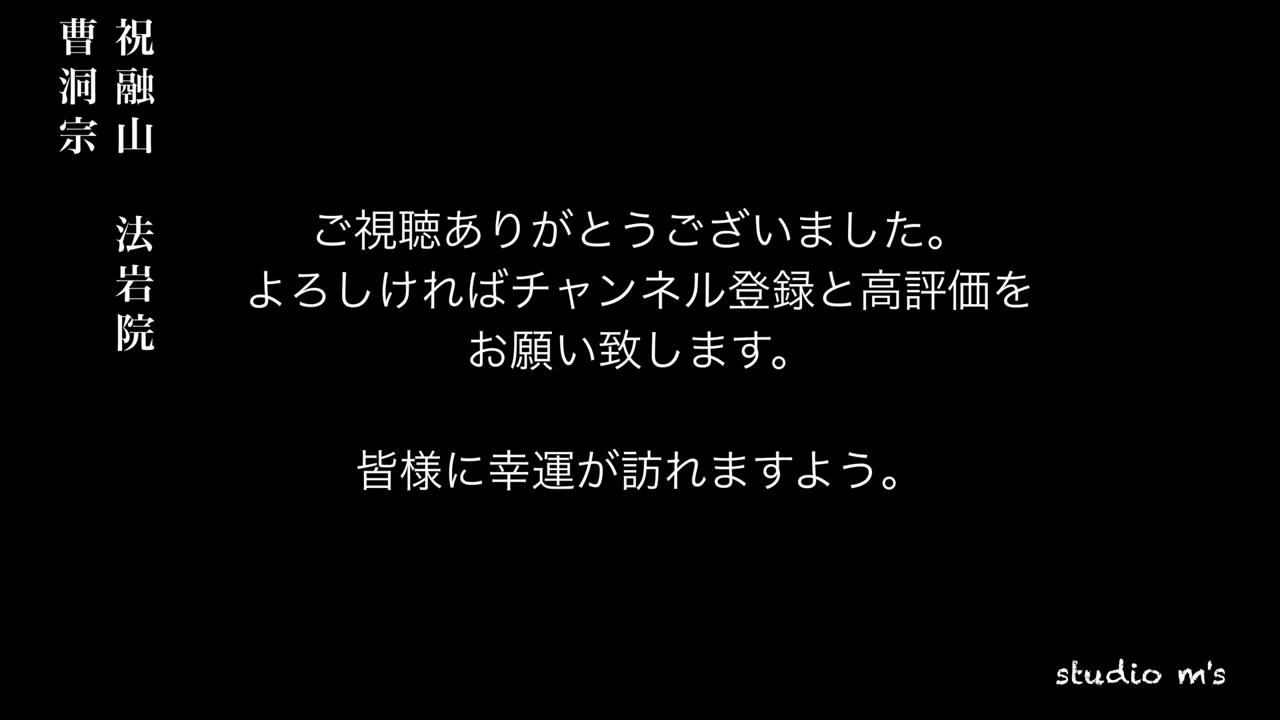 祝融山　法岩院
曹洞宗
ご視聴ありがとうございました。
よろしければチャンネル登録と高評価を
お願い致します。
皆様に幸運が訪れますよう。
studio m's